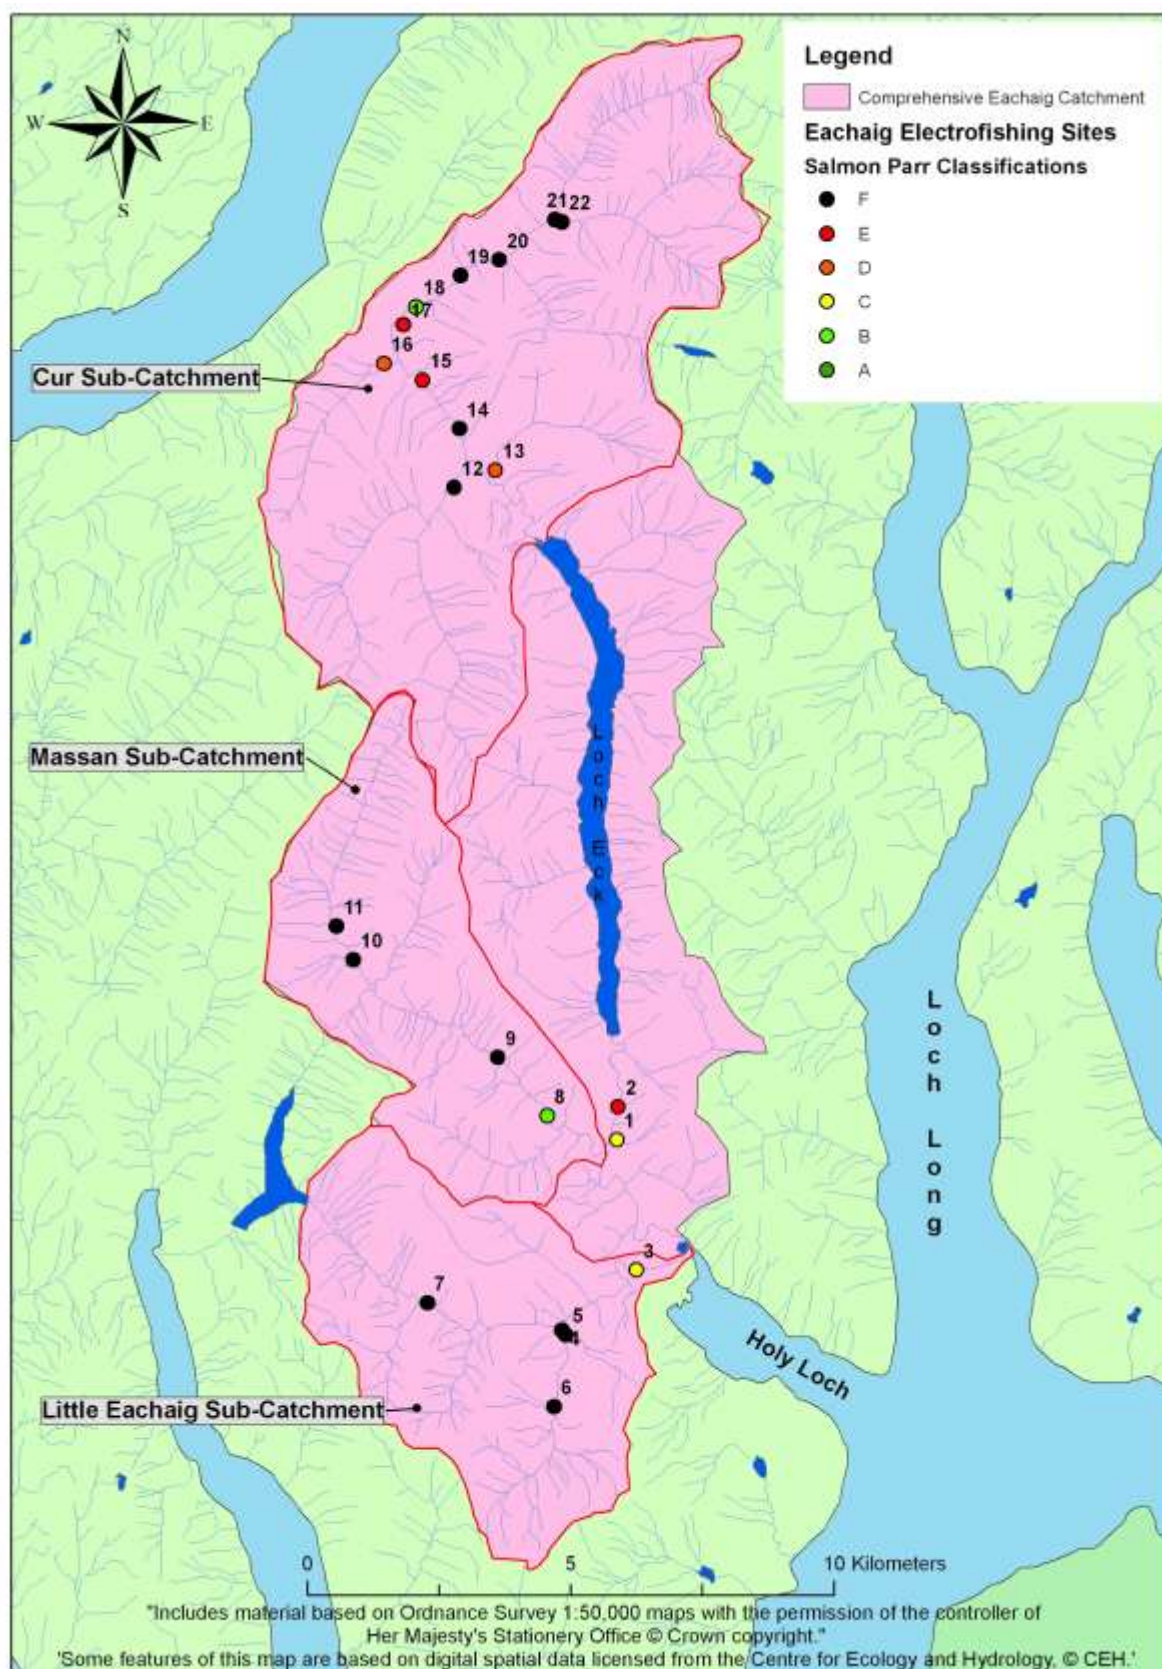 N
W E
S
Legend
Comprehensive Eachaig Catchment
Eachaig Electrofishing Sites
Salmon Parr Classifications
F
E
D
C
B
A
21 22
20
19
18
17
16
15
Cur Sub-Catchment
14
13
12
Loch Eck
Massan Sub-Catchment
11
10
9
8
2
1
Loch Long
3
7
5
4
Holy Loch
6
Little Eachaig Sub-Catchment
0 5 10 Kilometers
"Includes material based on Ordnance Survey 1:50,000 maps with the permission of the controller of
Her Majesty's Stationery Office © Crown copyright."
'Some features of this map are based on digital spatial data licensed from the Centre for Ecology and Hydrology, © CEH.'